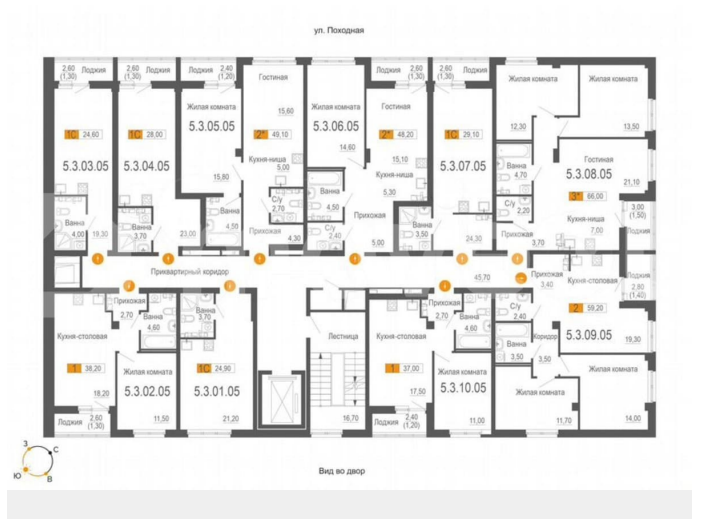 ул. Походная
2,60 Лоджия
(1,30)
2,60 Лоджия
(1,30)
2,40 Лоджия
(1,20)
Гостиная
2,60 Лоджия
(1,30)
2,60 Лоджия
(1,30)
Жилая комната
Жилая комната
Жилая комната
Жилая комната
Гостиная
15,60
12,30
13,50
1С 24,60
1С 28,00
5.3.05.05
2* 49,10
5.3.06.05
2* 48,20
1С 29,10
5.3.03.05
5.3.04.05
Кухня-ниша
5,00
14,60
15,10
5.3.07.05
Гостиная
5.3.08.05
15,80
Кухня-ниша
5,30
Ванна
4,70
21,10
3* 66,00
Ванна
4,50
С/у
2,70
С/у
2,20
Кухня-ниша
7,00
3,00
(1,50)
Лоджия
Ванна
4,00
19,30
Ванна
3,70
23,00
Ванна
4,50
Прихожая
4,30
С/у
2,40
Прихожая
5,00
Ванна
3,50
24,30
Прихожая
3,70
Приквартирный коридор
45,70
Прихожая
3,40
Кухня-столовая
Лоджия
2,80
(1,40)
Прихожая
2,70
Ванна
4,60
Ванна
3,70
Прихожая
2,70
Ванна
4,60
С/у
2,40
2 59,20
5.3.09.05
19,30
Кухня-столовая
Лестница
Кухня-столовая
Ванна
3,50
Коридор
3,50
1 38,20
Жилая комната
1С 24,90
1 37,00
Жилая комната
Жилая комната
Жилая комната
18,20
5.3.02.05
5.3.01.05
17,50
5.3.10.05
Лоджия 2,60
(1,30)
11,50
21,20
16,70
Лоджия 2,40
(1,20)
11,00
11,70
14,00
З
С
Ю
В
Вид во двор